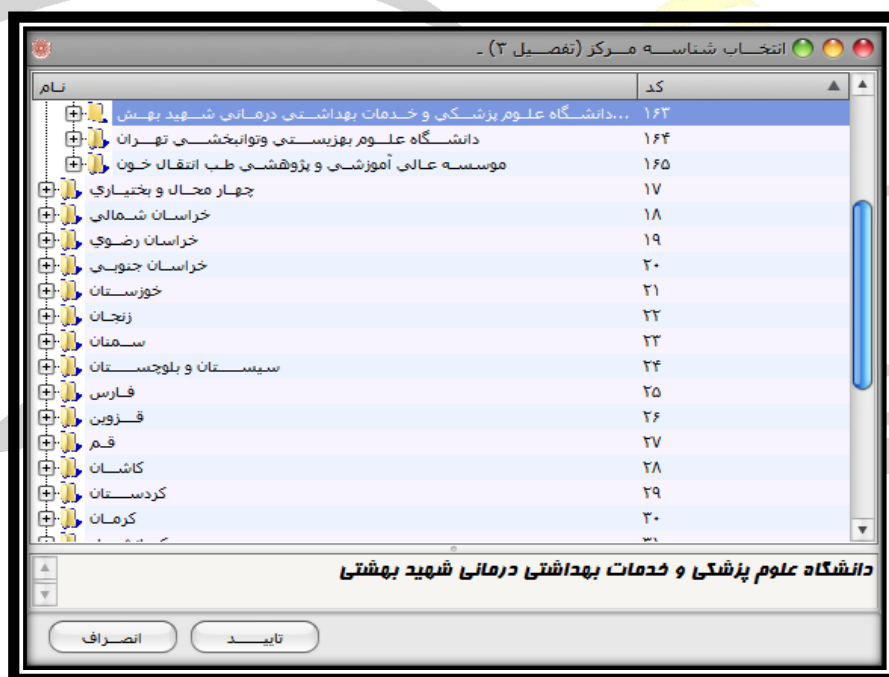 انتخاب شناسه مرکز (تفصیل ۳) -
نام کد
دانشگاه علوم پزشکی و خدمات بهداشتی درمانی شهید بهش... ۱۶۳
دانشگاه علوم بهزیستی وتوانبخشی تهران ۱۶۴
موسسه عالی آموزشی و پژوهشی طب انتقال خون ۱۶۵
چهار محال و بختیاري ۱۷
خراسان شمالی ۱۸
خراسان رضوي ۱۹
خراسان جنوبی ۲۰
خوزستان ۲۱
زنجان ۲۲
سمنان ۲۳
سیستان و بلوچستان ۲۴
فارس ۲۵
قزوین ۲۶
قم ۲۷
کاشان ۲۸
کردستان ۲۹
کرمان ۳۰
دانشگاه علوم پزشکی و خدمات بهداشتی درمانی شهید بهشتی
تایید انصراف